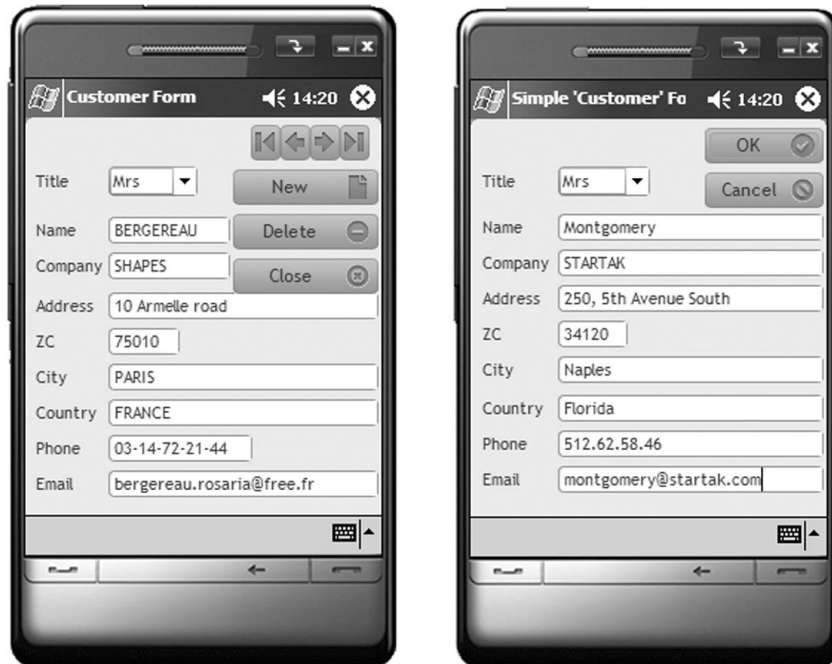 Customer Form 14:20
Title Mrs New
Name BERGEREAU Delete
Company SHAPES Close
Address 10 Armelle road
ZC 75010
City PARIS
Country FRANCE
Phone 03-14-72-21-44
Email bergereau.rosaria@free.fr
Simple 'Customer' Fo 14:20
OK
Title Mrs Cancel
Name Montgomery
Company STARTAK
Address 250, 5th Avenue South
ZC 34120
City Naples
Country Florida
Phone 512.62.58.46
Email montgomery@startak.com